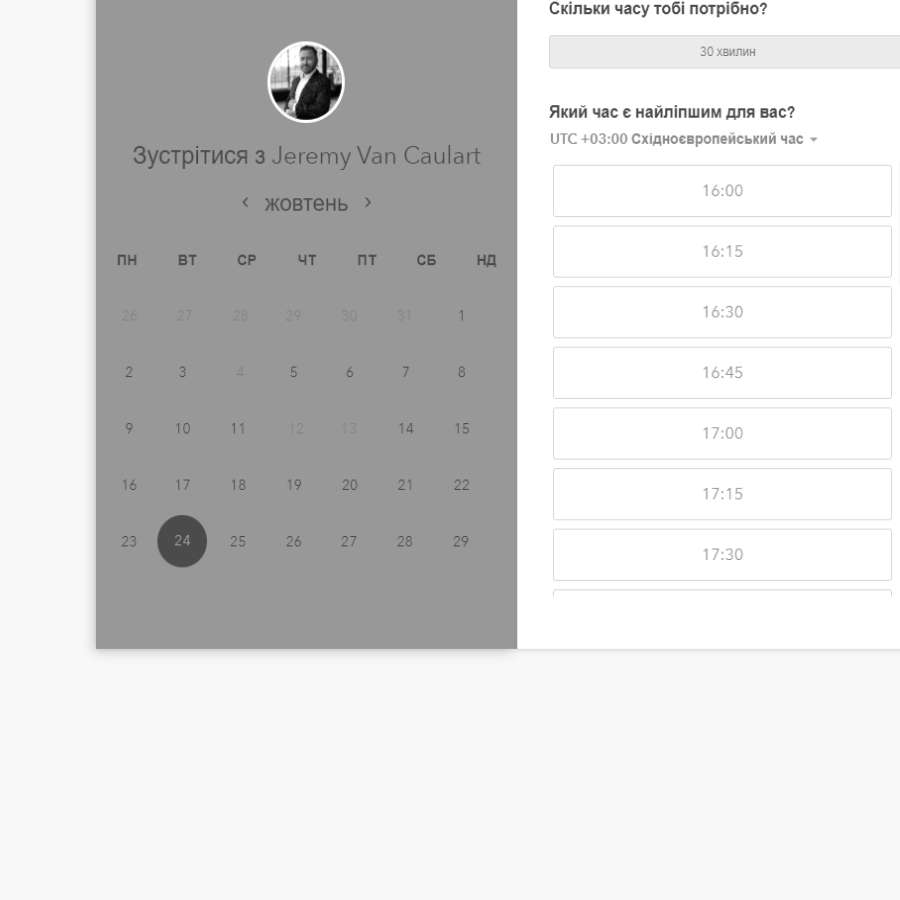 Зустрітися з Jeremy Van Caulart
жовтень
ПН ВТ СР ЧТ ПТ СБ НД
26 27 28 29 30 31 1
2 3 4 5 6 7 8
9 10 11 12 13 14 15
16 17 18 19 20 21 22
23 24 25 26 27 28 29
Скільки часу тобі потрібно?
30 хвилин
Який час є найліпшим для вас?
UTC +03:00 Східноєвропейський час
16:00
16:15
16:30
16:45
17:00
17:15
17:30